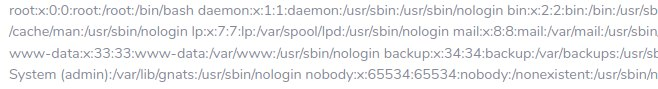 root:x:0:0:root:/root:/bin/bash daemon:x:1:1:daemon:/usr/sbin:/usr/sbin/nologin bin:x:2:2:bin:/bin:/usr/sb
/cache/man:/usr/sbin/nologin lp:x:7:7:lp:/var/spool/lpd:/usr/sbin/nologin mail:x:8:8:mail:/var/mail:/usr/sbin
www-data:x:33:33:www-data:/var/www:/usr/sbin/nologin backup:x:34:34:backup:/var/backups:/usr/sb
System (admin):/var/lib/gnats:/usr/sbin/nologin nobody:x:65534:65534:nobody:/nonexistent:/usr/sbin/n